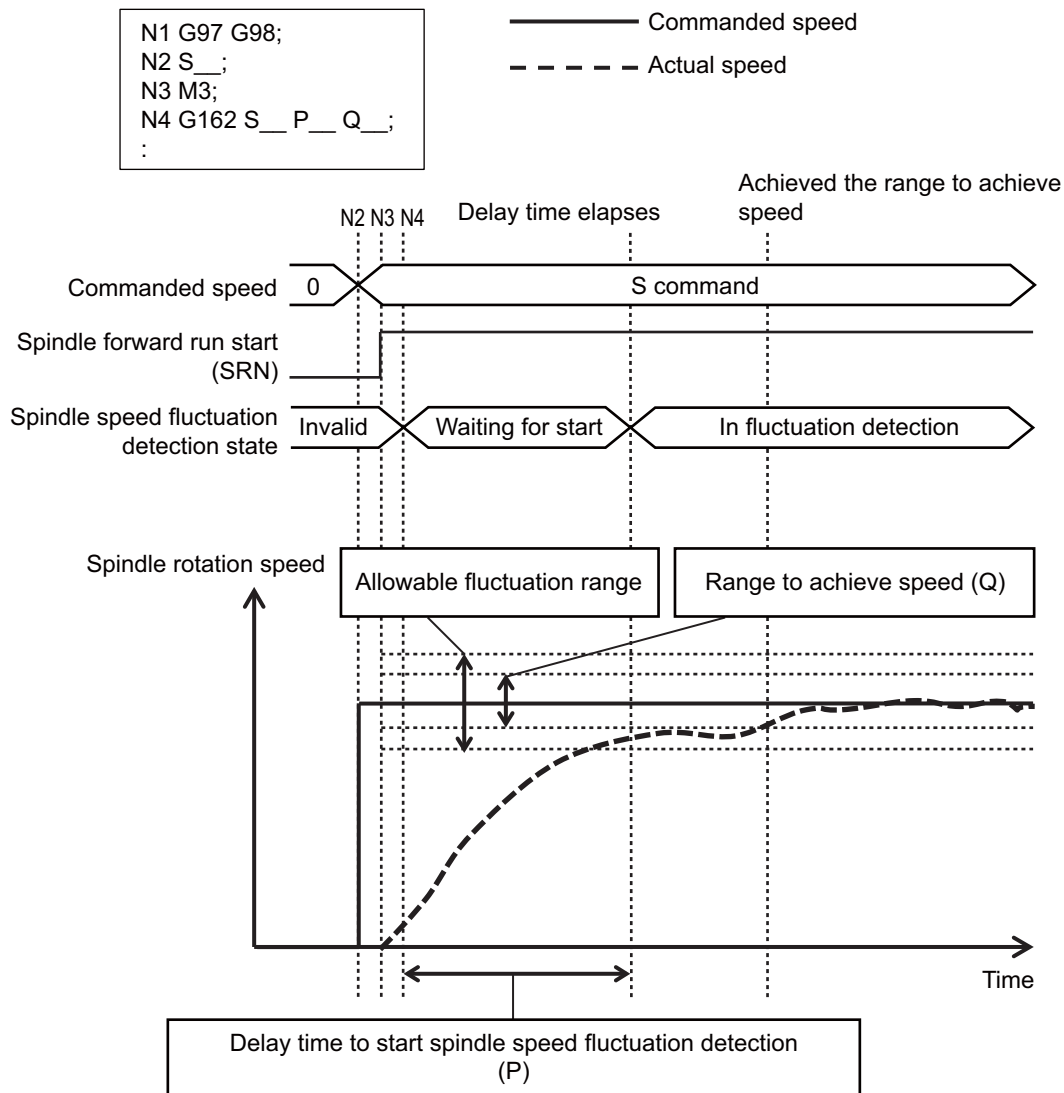 N1 G97 G98;
N2 S__;
N3 M3;
N4 G162 S__ P__ Q__;
:
Commanded speed
Actual speed
N2 N3 N4
Delay time elapses
Achieved the range to achieve
speed
Commanded speed
0
S command
Spindle forward run start
(SRN)
Spindle speed fluctuation
detection state
Invalid
Waiting for start
In fluctuation detection
Spindle rotation speed
Allowable fluctuation range
Range to achieve speed (Q)
Time
Delay time to start spindle speed fluctuation detection
(P)